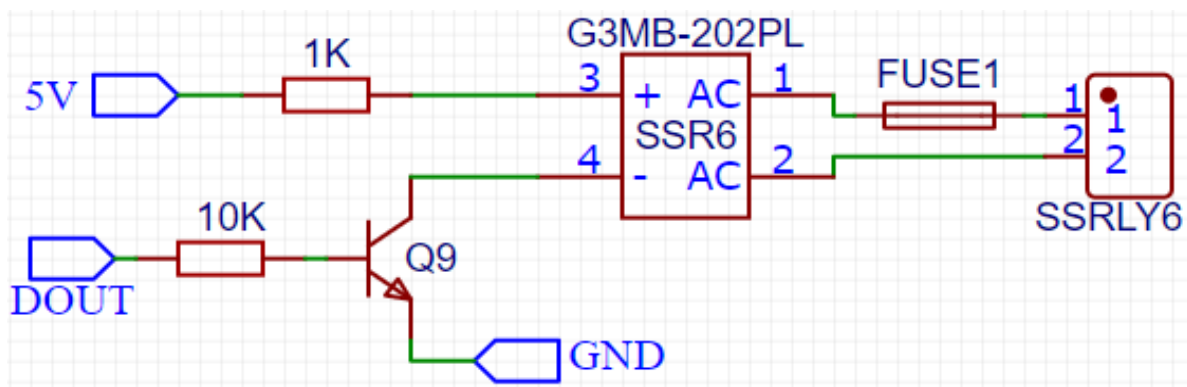 G3MB-202PL
1K
FUSE1
5V
3
+
AC
1
SSR6
4
-
AC
2
1
1
2
2
SSRLY6
10K
Q9
DOUT
GND